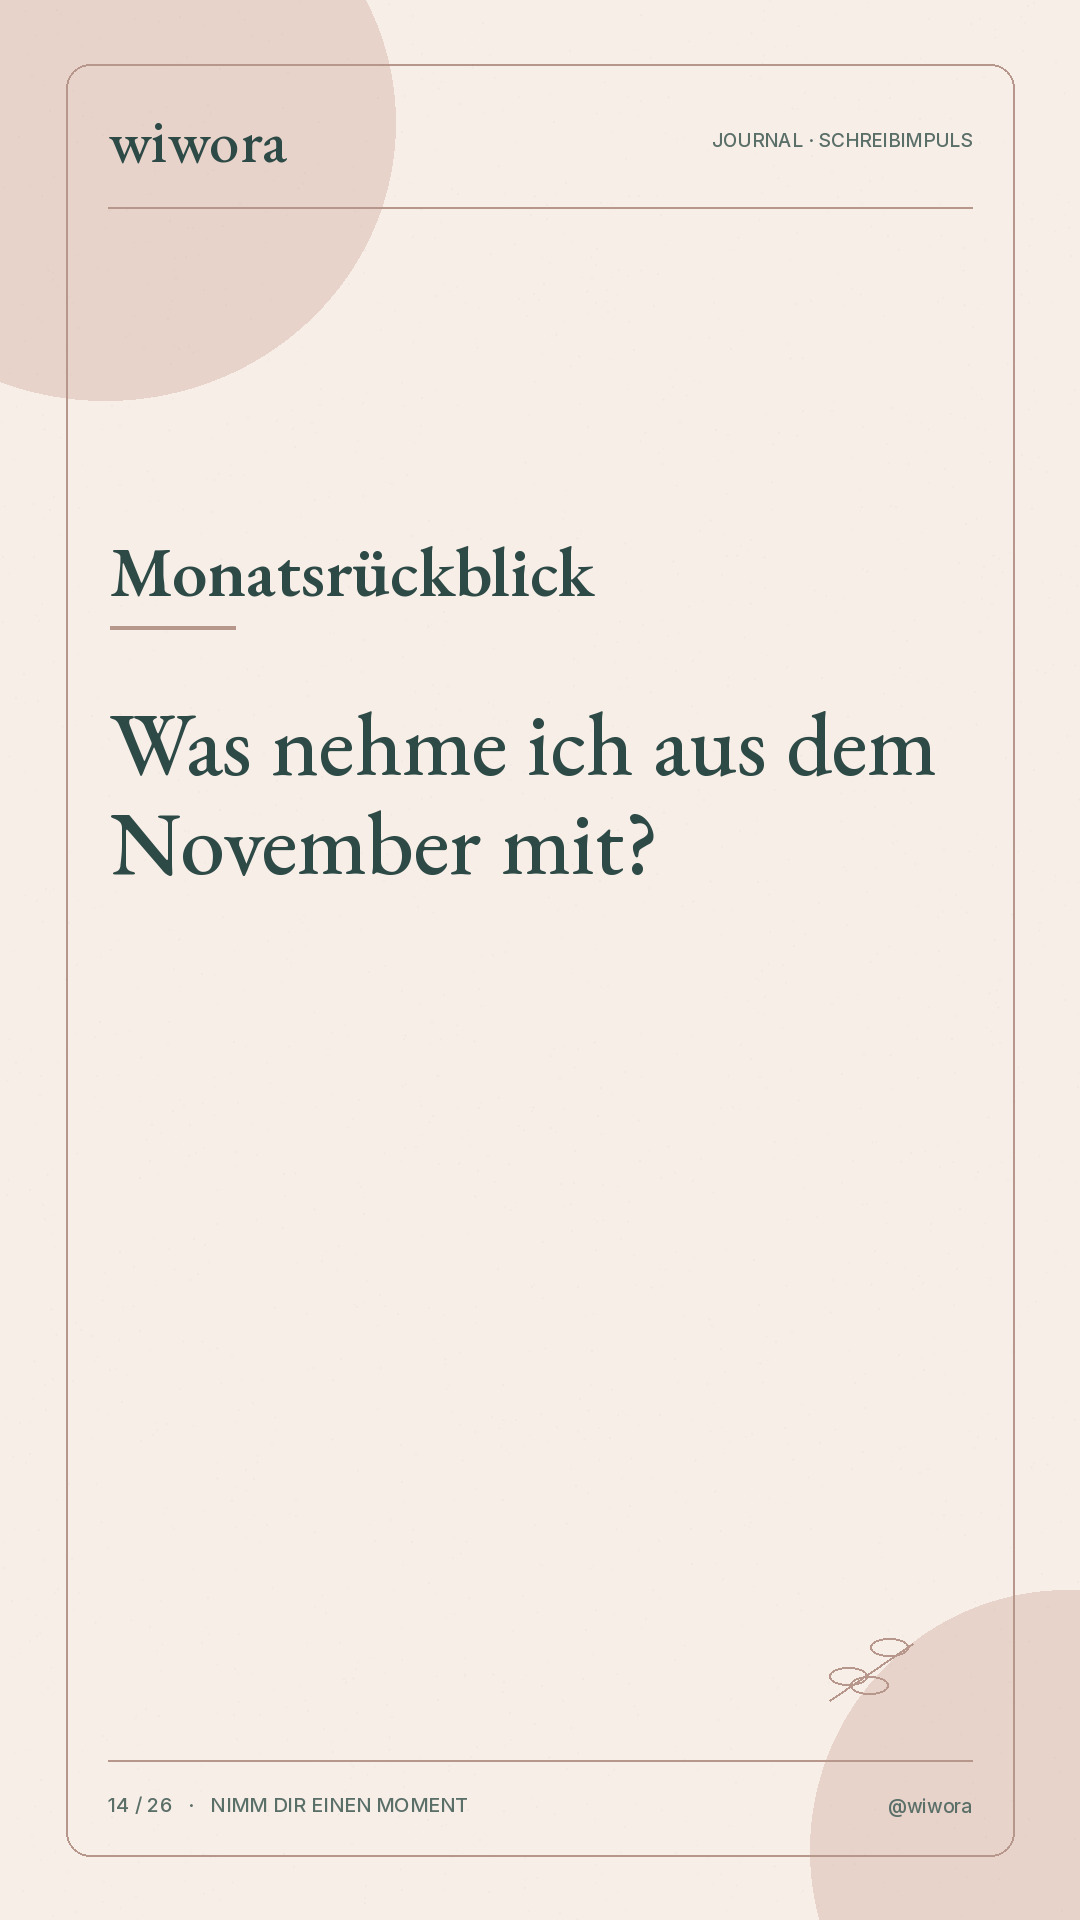 wiwora
JOURNAL · SCHREIBIMPULS
Monatsrückblick
Was nehme ich aus dem
November mit?
14 / 26 · NIMM DIR EINEN MOMENT
@wiwora